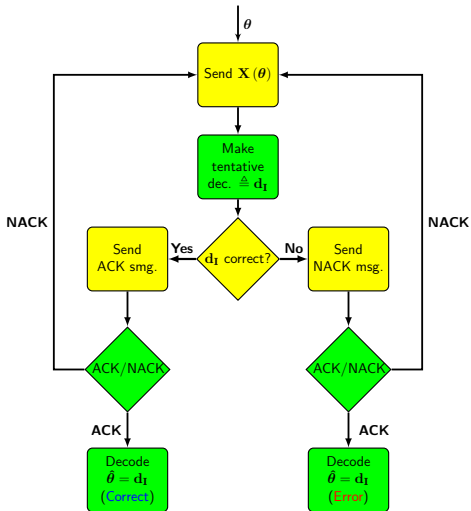 θ
Send X (θ)
Make
tentative
dec. ≜ d_I
NACK
NACK
Send
ACK smg.
Yes
d_I correct?
No
Send
NACK msg.
ACK/NACK
ACK/NACK
ACK
ACK
Decode
θ̂ = d_I
(Correct)
Decode
θ̂ = d_I
(Error)